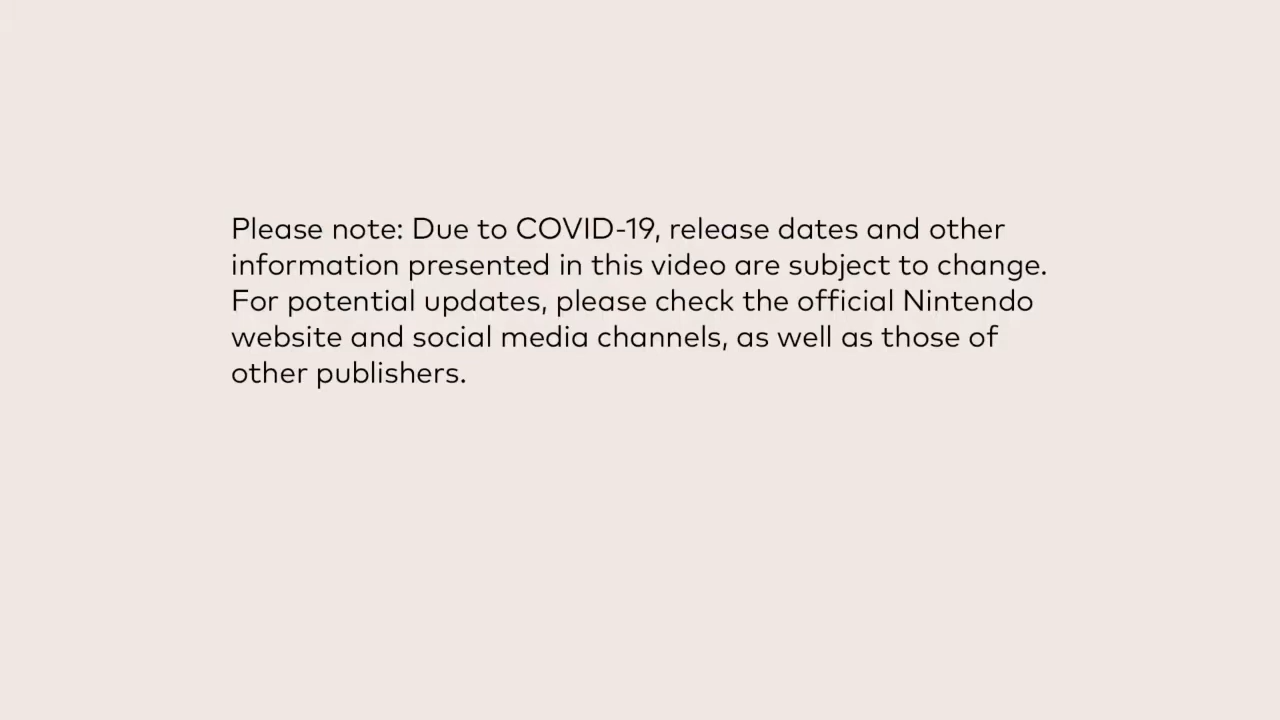 Please note: Due to COVID-19, release dates and other
information presented in this video are subject to change.
For potential updates, please check the official Nintendo
website and social media channels, as well as those of
other publishers.